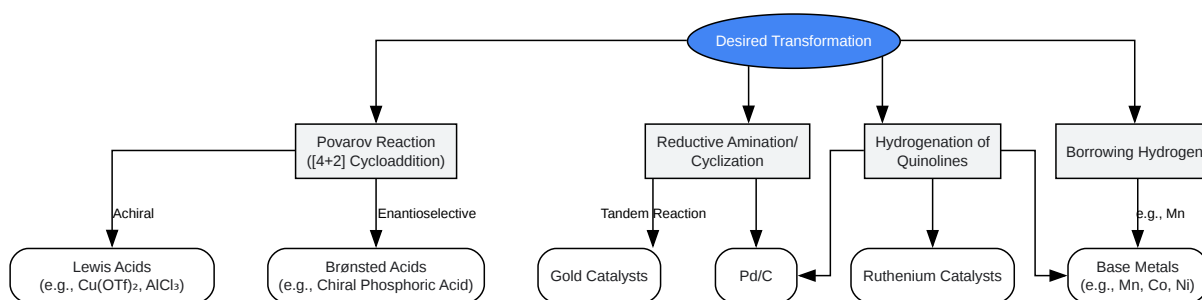 Desired Transformation
Povarov Reaction
([4+2] Cycloaddition)
Reductive Amination/
Cyclization
Hydrogenation of
Quinolines
Borrowing Hydrogen
Achiral
Enantioselective
Tandem Reaction
e.g., Mn
Lewis Acids
(e.g., Cu(OTf)₂, AlCl₃)
Brønsted Acids
(e.g., Chiral Phosphoric Acid)
Gold Catalysts
Pd/C
Ruthenium Catalysts
Base Metals
(e.g., Mn, Co, Ni)